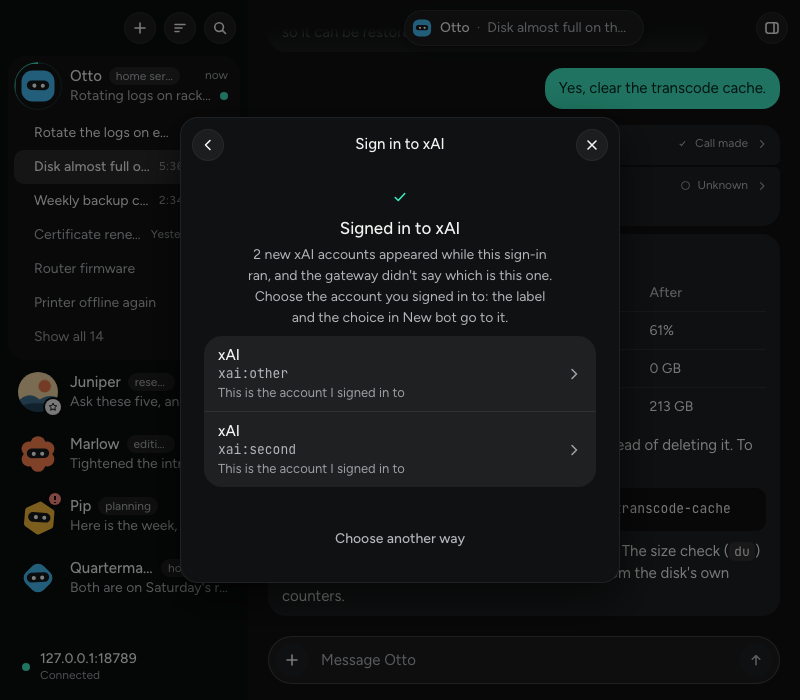 so it can be restore
Otto · Disk almost full on th...
Otto home ser... now
Rotating logs on rack...
Yes, clear the transcode cache.
Rotate the logs on e...
Disk almost full o... 5:36
Weekly backup c... 2:34
Certificate rene... Yeste
Router firmware
Printer offline again
Show all 14
Juniper rese...
Ask these five, an
Marlow editi...
Tightened the intr
Pip planning
Here is the week,
Quarterma... ho
Both are on Saturday's r...
127.0.0.1:18789
Connected
Call made
Unknown
After
61%
0 GB
213 GB
ead of deleting it. To
transcode-cache
The size check ( du )
m the disk's own
counters.
Message Otto
Sign in to xAI
Signed in to xAI
2 new xAI accounts appeared while this sign-in
ran, and the gateway didn't say which is this one.
Choose the account you signed in to: the label
and the choice in New bot go to it.
xAI
xai:other
This is the account I signed in to
xAI
xai:second
This is the account I signed in to
Choose another way